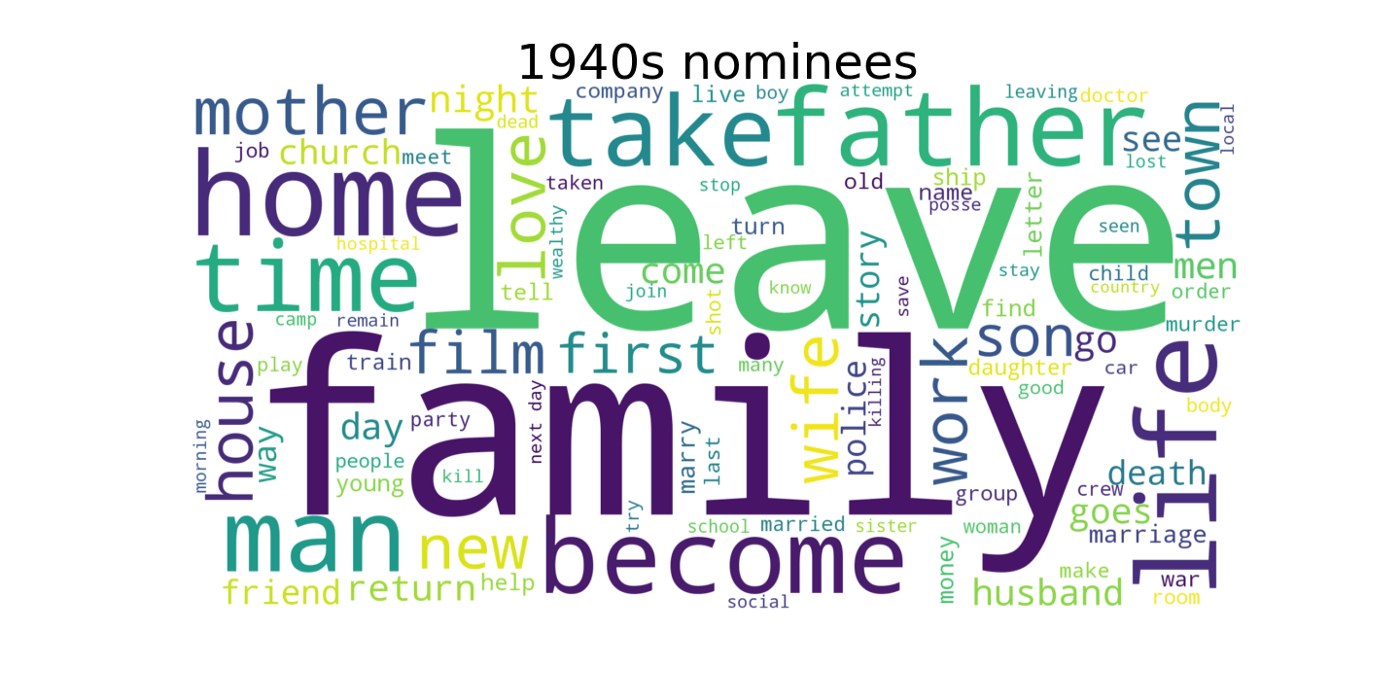 1940s nominees
mother
night
company
live
boy
attempt
leaving
doctor
dead
take
father
see
town
local
job
church
meet
love
lost
home
leave
taken
stop
old
ship
name
posse
letter
wealthy
turn
left
seen
time
hospital
come
story
stay
child
men
tell
join
shot
know
save
country
order
find
camp
remain
house
film
first
son
go
murder
play
train
many
wife
police
killing
work
daughter
car
life
good
family
body
next day
party
day
way
morning
people
young
kill
marry
last
death
group
crew
goes
man
new
become
try
school
married
sister
woman
marriage
money
friend
return
help
social
husband
make
war
room